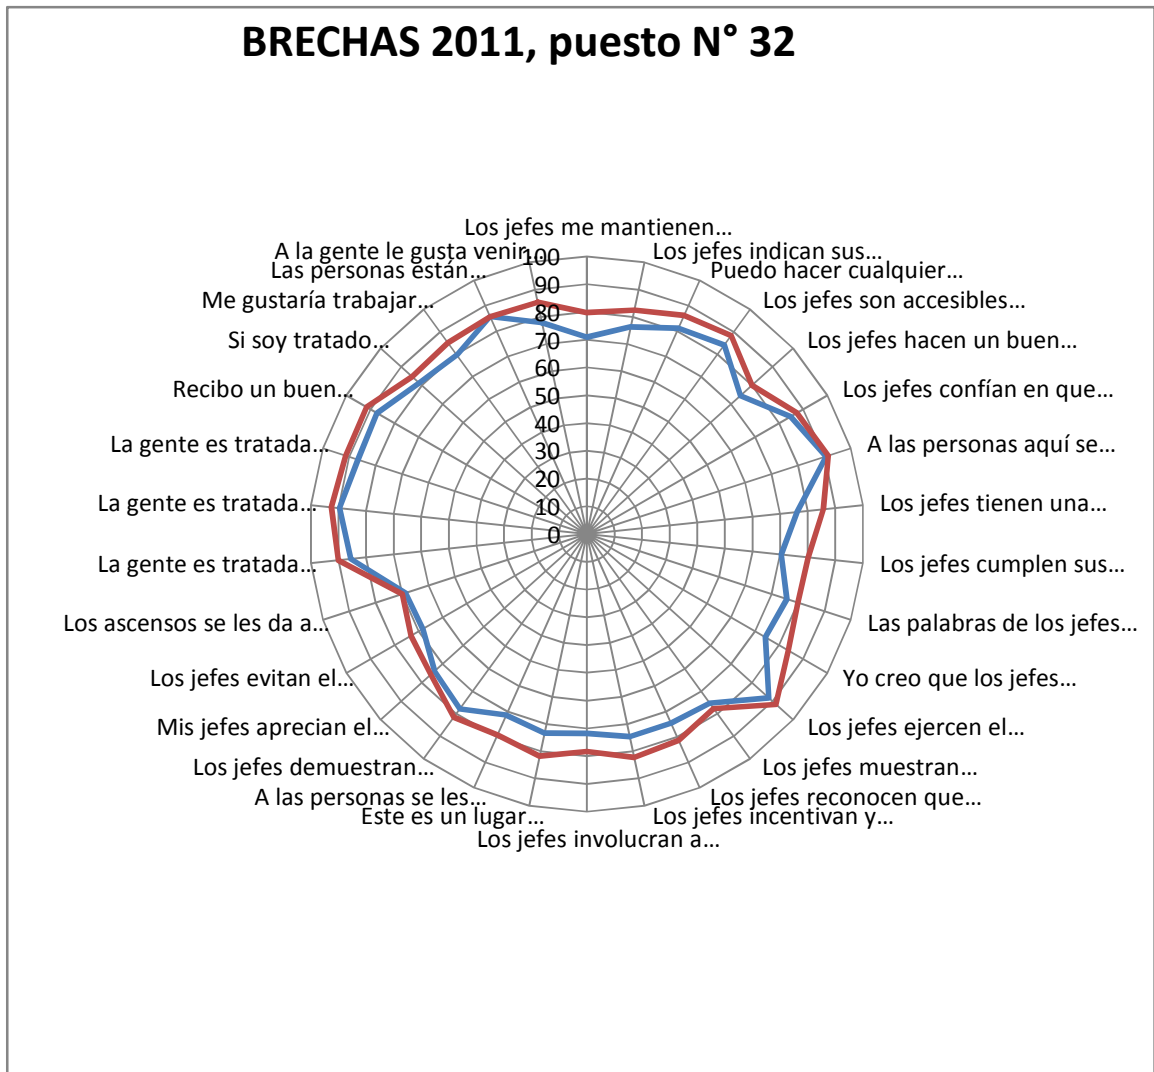 BRECHAS 2011, puesto N° 32
Los jefes me mantienen…
Los jefes indican sus…
Puedo hacer cualquier…
Los jefes son accesibles…
Los jefes hacen un buen…
Los jefes confían en que…
A las personas aquí se…
Los jefes tienen una…
Los jefes cumplen sus…
Las palabras de los jefes…
Yo creo que los jefes…
Los jefes ejercen el…
Los jefes muestran…
Los jefes reconocen que…
Los jefes incentivan y…
Los jefes involucran a…
Este es un lugar…
A las personas se les…
Los jefes demuestran…
Mis jefes aprecian el…
Los jefes evitan el…
Los ascensos se les da a…
La gente es tratada…
La gente es tratada…
La gente es tratada…
Recibo un buen…
Si soy tratado…
Me gustaría trabajar…
Las personas están…
A la gente le gusta venir…
100
90
80
70
60
50
40
30
20
10
0